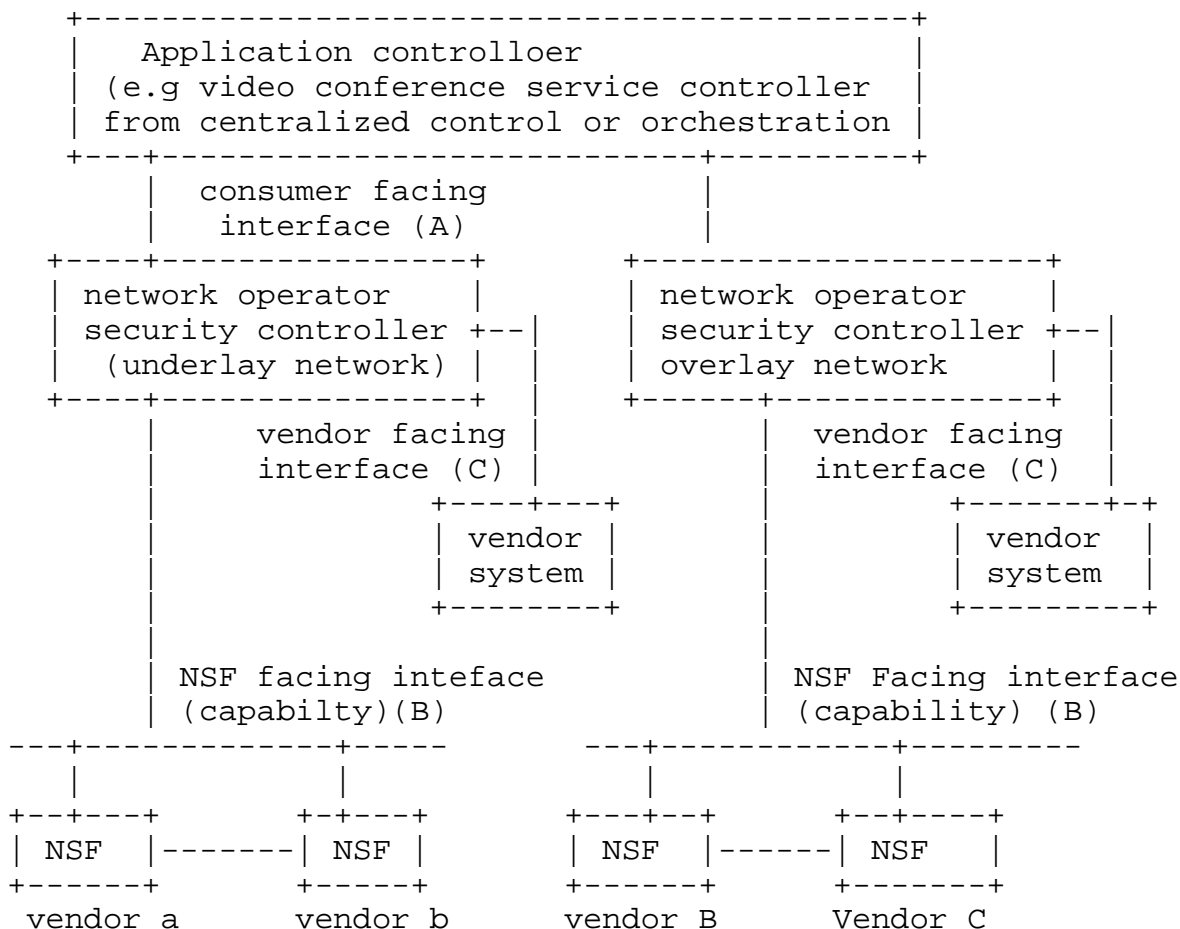 Application controlloer
(e.g video conference service controller
from centralized control or orchestration
consumer facing
interface (A)
network operator
security controller
(underlay network)
network operator
security controller
overlay network
vendor facing
interface (C)
vendor facing
interface (C)
vendor
system
vendor
system
NSF facing inteface
(capabilty)(B)
NSF Facing interface
(capability) (B)
NSF
NSF
NSF
NSF
vendor a
vendor b
vendor B
Vendor C